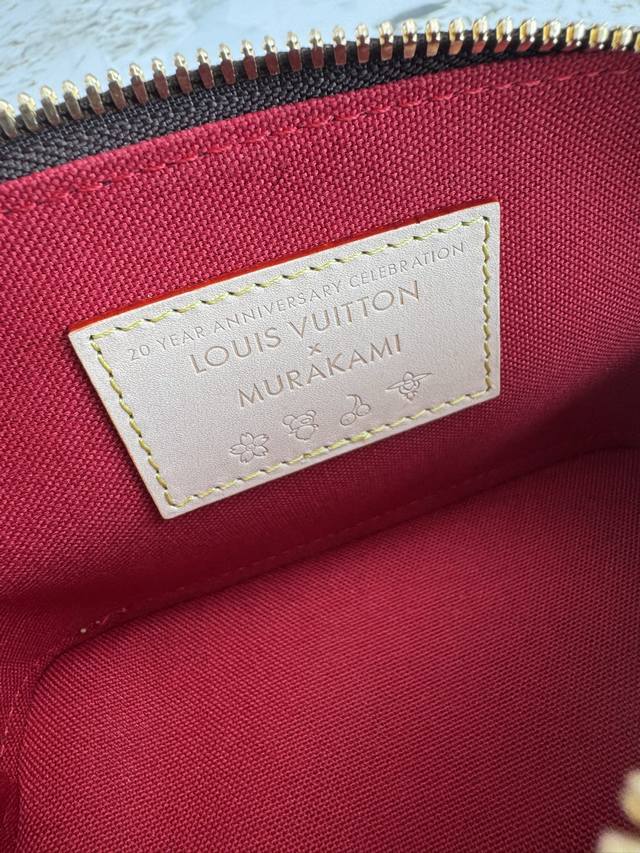 20 YEAR ANNIVERSARY CELEBRATION
LOUIS VUITTON
×
MURAKAMI